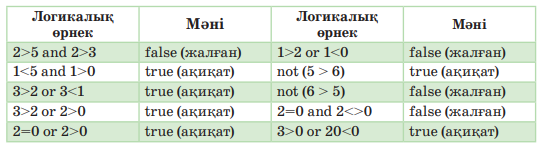 Логикалық өрнек Мәні Логикалық өрнек Мәні
2>5 and 2>3 false (жалған) 1>2 or 1<0 false (жалған)
1<5 and 1>0 true (ақиқат) not (5 > 6) true (ақиқат)
3>2 or 3<1 true (ақиқат) not (6 > 5) false (жалған)
3>2 or 2>0 true (ақиқат) 2=0 and 2<>0 false (жалған)
2=0 or 2>0 true (ақиқат) 3>0 or 20<0 true (ақиқат)